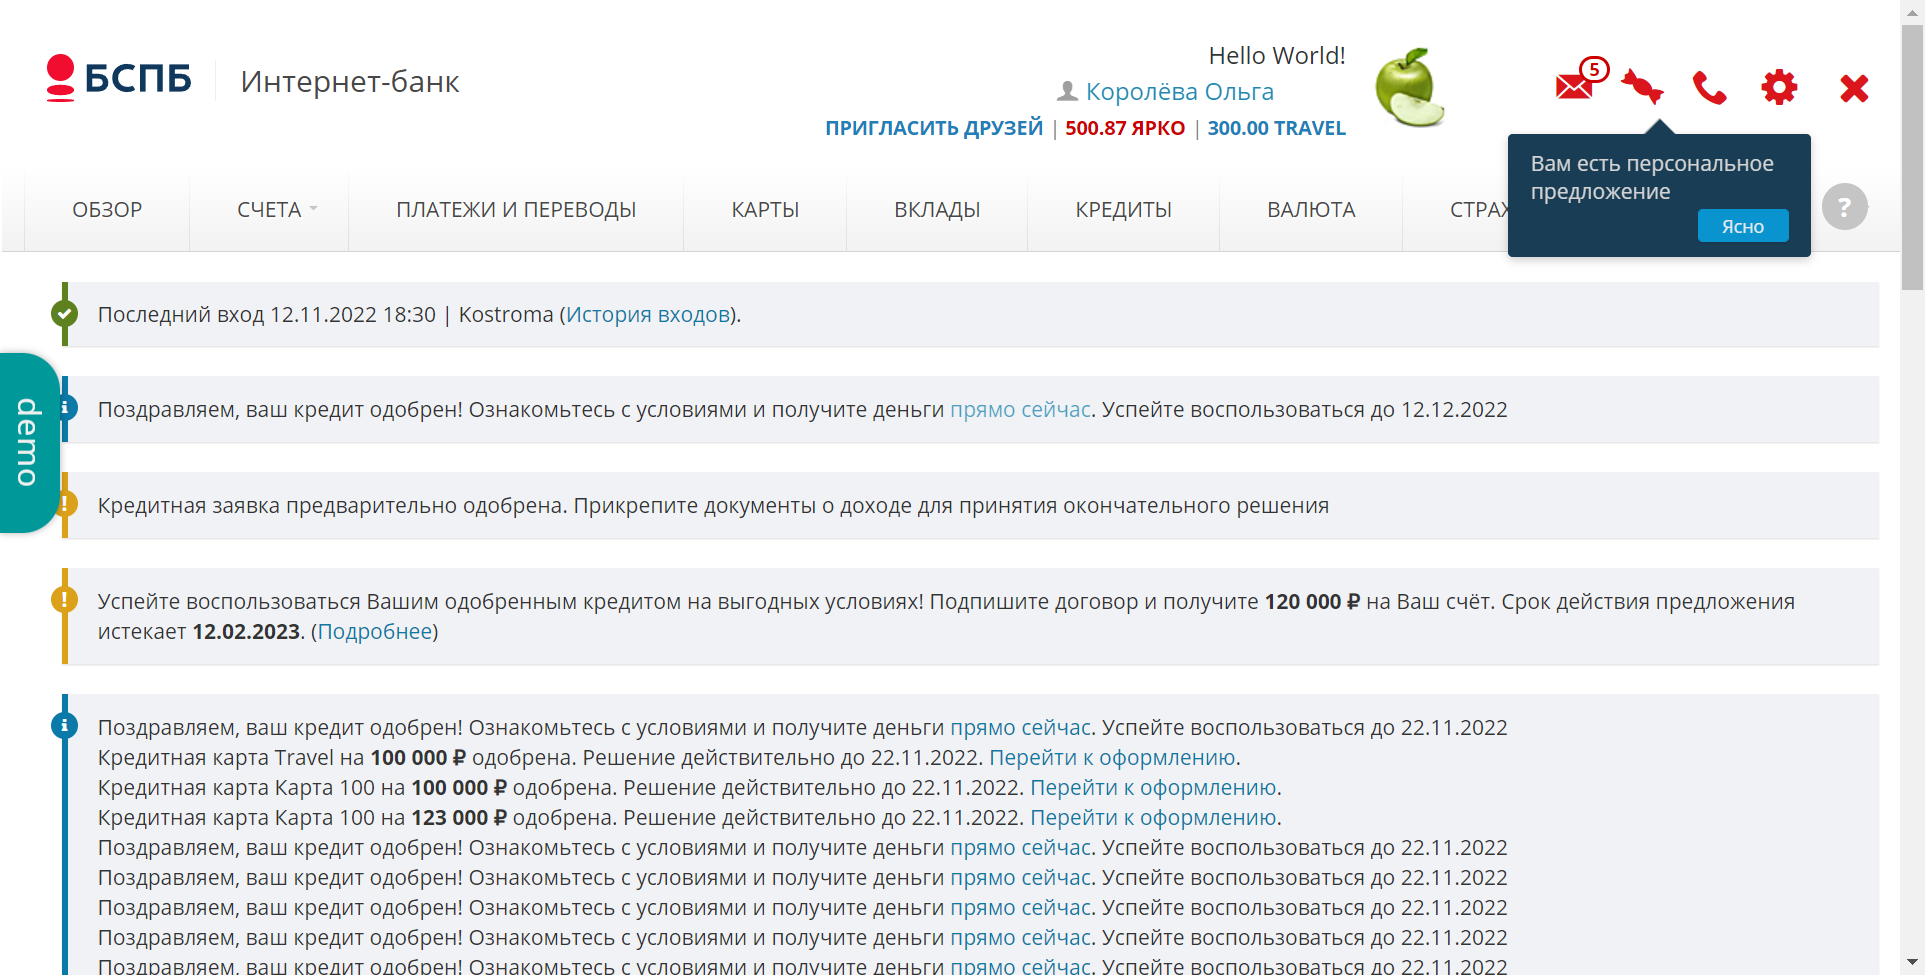 БСПБ
Интернет-банк
Hello World!
Королёва Ольга
ПРИГЛАСИТЬ ДРУЗЕЙ | 500.87 ЯРКО | 300.00 TRAVEL
5
Вам есть персональное
предложение
Ясно
?
ОБЗОР
СЧЕТА
ПЛАТЕЖИ И ПЕРЕВОДЫ
КАРТЫ
ВКЛАДЫ
КРЕДИТЫ
ВАЛЮТА
СТРАХ
Последний вход 12.11.2022 18:30 | Kostroma (История входов).
demo
Поздравляем, ваш кредит одобрен! Ознакомьтесь с условиями и получите деньги прямо сейчас. Успейте воспользоваться до 12.12.2022
Кредитная заявка предварительно одобрена. Прикрепите документы о доходе для принятия окончательного решения
Успейте воспользоваться Вашим одобренным кредитом на выгодных условиях! Подпишите договор и получите 120 000 ₽ на Ваш счёт. Срок действия предложения
истекает 12.02.2023. (Подробнее)
Поздравляем, ваш кредит одобрен! Ознакомьтесь с условиями и получите деньги прямо сейчас. Успейте воспользоваться до 22.11.2022
Кредитная карта Travel на 100 000 ₽ одобрена. Решение действительно до 22.11.2022. Перейти к оформлению.
Кредитная карта Карта 100 на 100 000 ₽ одобрена. Решение действительно до 22.11.2022. Перейти к оформлению.
Кредитная карта Карта 100 на 123 000 ₽ одобрена. Решение действительно до 22.11.2022. Перейти к оформлению.
Поздравляем, ваш кредит одобрен! Ознакомьтесь с условиями и получите деньги прямо сейчас. Успейте воспользоваться до 22.11.2022
Поздравляем, ваш кредит одобрен! Ознакомьтесь с условиями и получите деньги прямо сейчас. Успейте воспользоваться до 22.11.2022
Поздравляем, ваш кредит одобрен! Ознакомьтесь с условиями и получите деньги прямо сейчас. Успейте воспользоваться до 22.11.2022
Поздравляем, ваш кредит одобрен! Ознакомьтесь с условиями и получите деньги прямо сейчас. Успейте воспользоваться до 22.11.2022
Поздравляем, ваш кредит одобрен! Ознакомьтесь с условиями и получите деньги прямо сейчас. Успейте воспользоваться до 22.11.2022